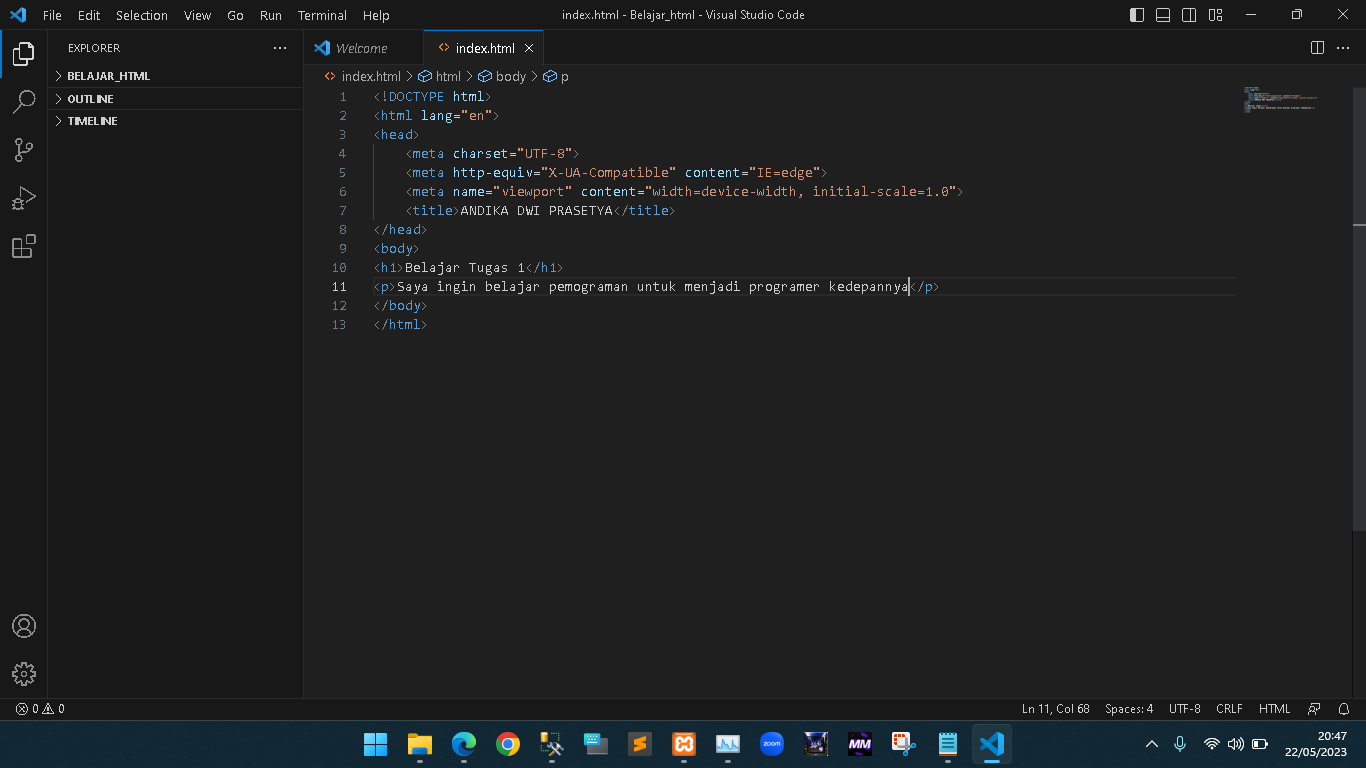 File Edit Selection View Go Run Terminal Help
index.html - Belajar_html - Visual Studio Code
EXPLORER
BELAJAR_HTML
OUTLINE
TIMELINE
Welcome
index.html
index.html > html > body > p
1 <!DOCTYPE html>
2 <html lang="en">
3 <head>
4 <meta charset="UTF-8">
5 <meta http-equiv="X-UA-Compatible" content="IE=edge">
6 <meta name="viewport" content="width=device-width, initial-scale=1.0">
7 <title>ANDIKA DWI PRASETYA</title>
8 </head>
9 <body>
10 <h1>Belajar Tugas 1</h1>
11 <p>Saya ingin belajar pemograman untuk menjadi programer kedepannya</p>
12 </body>
13 </html>
0 0
Ln 11, Col 68 Spaces: 4 UTF-8 CRLF HTML
zoom
MM
20:47
22/05/2023